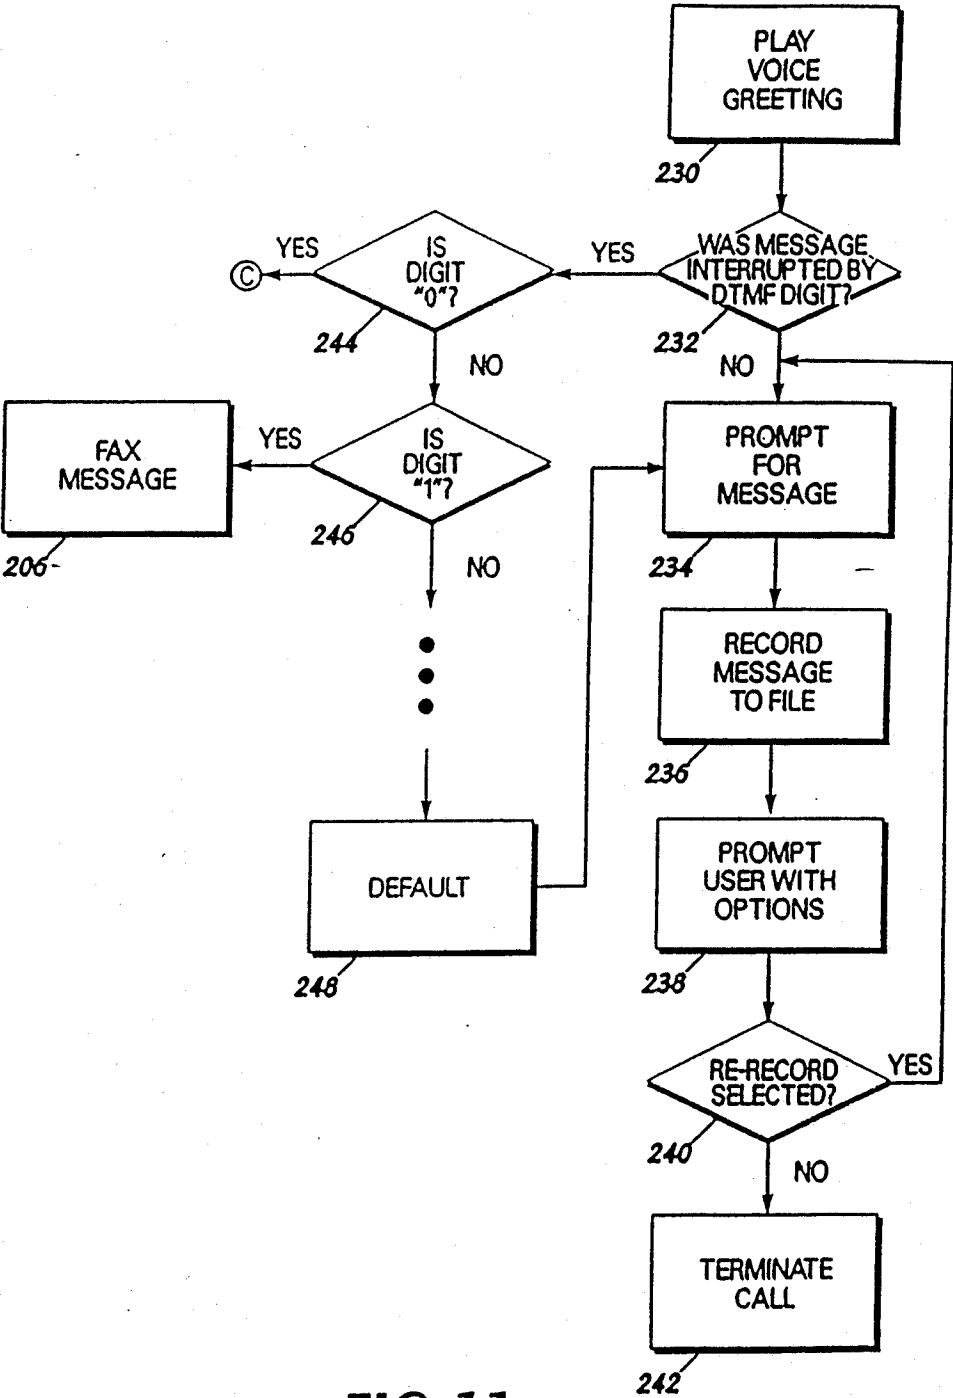 PLAY
VOICE
GREETING
230
WAS MESSAGE
INTERRUPTED BY
DTMF DIGIT?
232
YES
NO
IS
DIGIT
"0"?
244
YES
C
NO
IS
DIGIT
"1"?
246
YES
FAX
MESSAGE
206
NO
DEFAULT
248
PROMPT
FOR
MESSAGE
234
RECORD
MESSAGE
TO FILE
236
PROMPT
USER WITH
OPTIONS
238
RE-RECORD
SELECTED?
240
YES
NO
TERMINATE
CALL
242